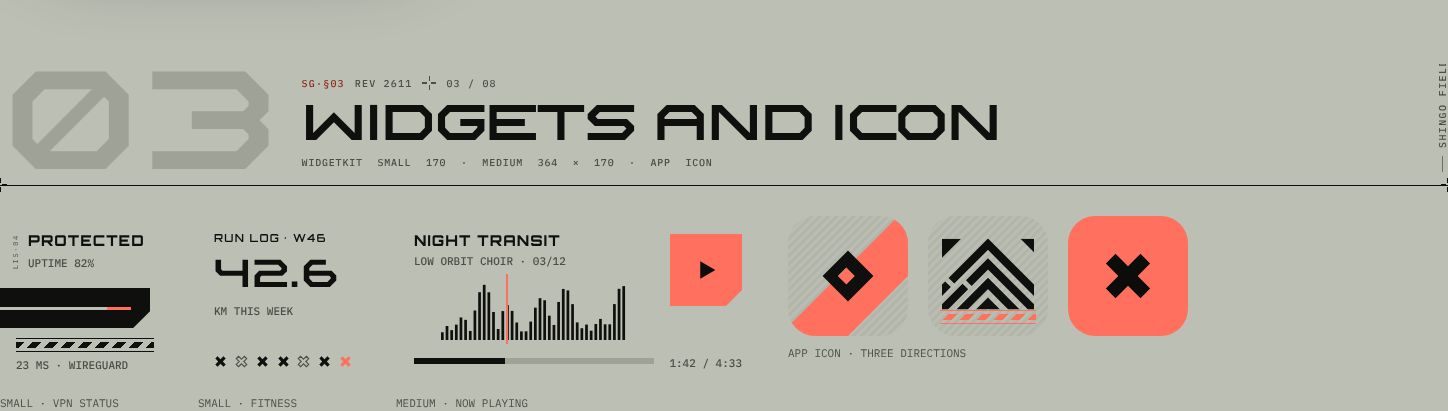 03
SG·§03 REV 2611 03 / 08
WIDGETS AND ICON
WIDGETKIT SMALL 170 · MEDIUM 364 × 170 · APP ICON
SHINGO FIEL
LIS·04
PROTECTED
UPTIME 82%
23 MS · WIREGUARD
SMALL · VPN STATUS
RUN LOG · W46
42.6
KM THIS WEEK
SMALL · FITNESS
NIGHT TRANSIT
LOW ORBIT CHOIR · 03/12
1:42 / 4:33
MEDIUM · NOW PLAYING
APP ICON · THREE DIRECTIONS